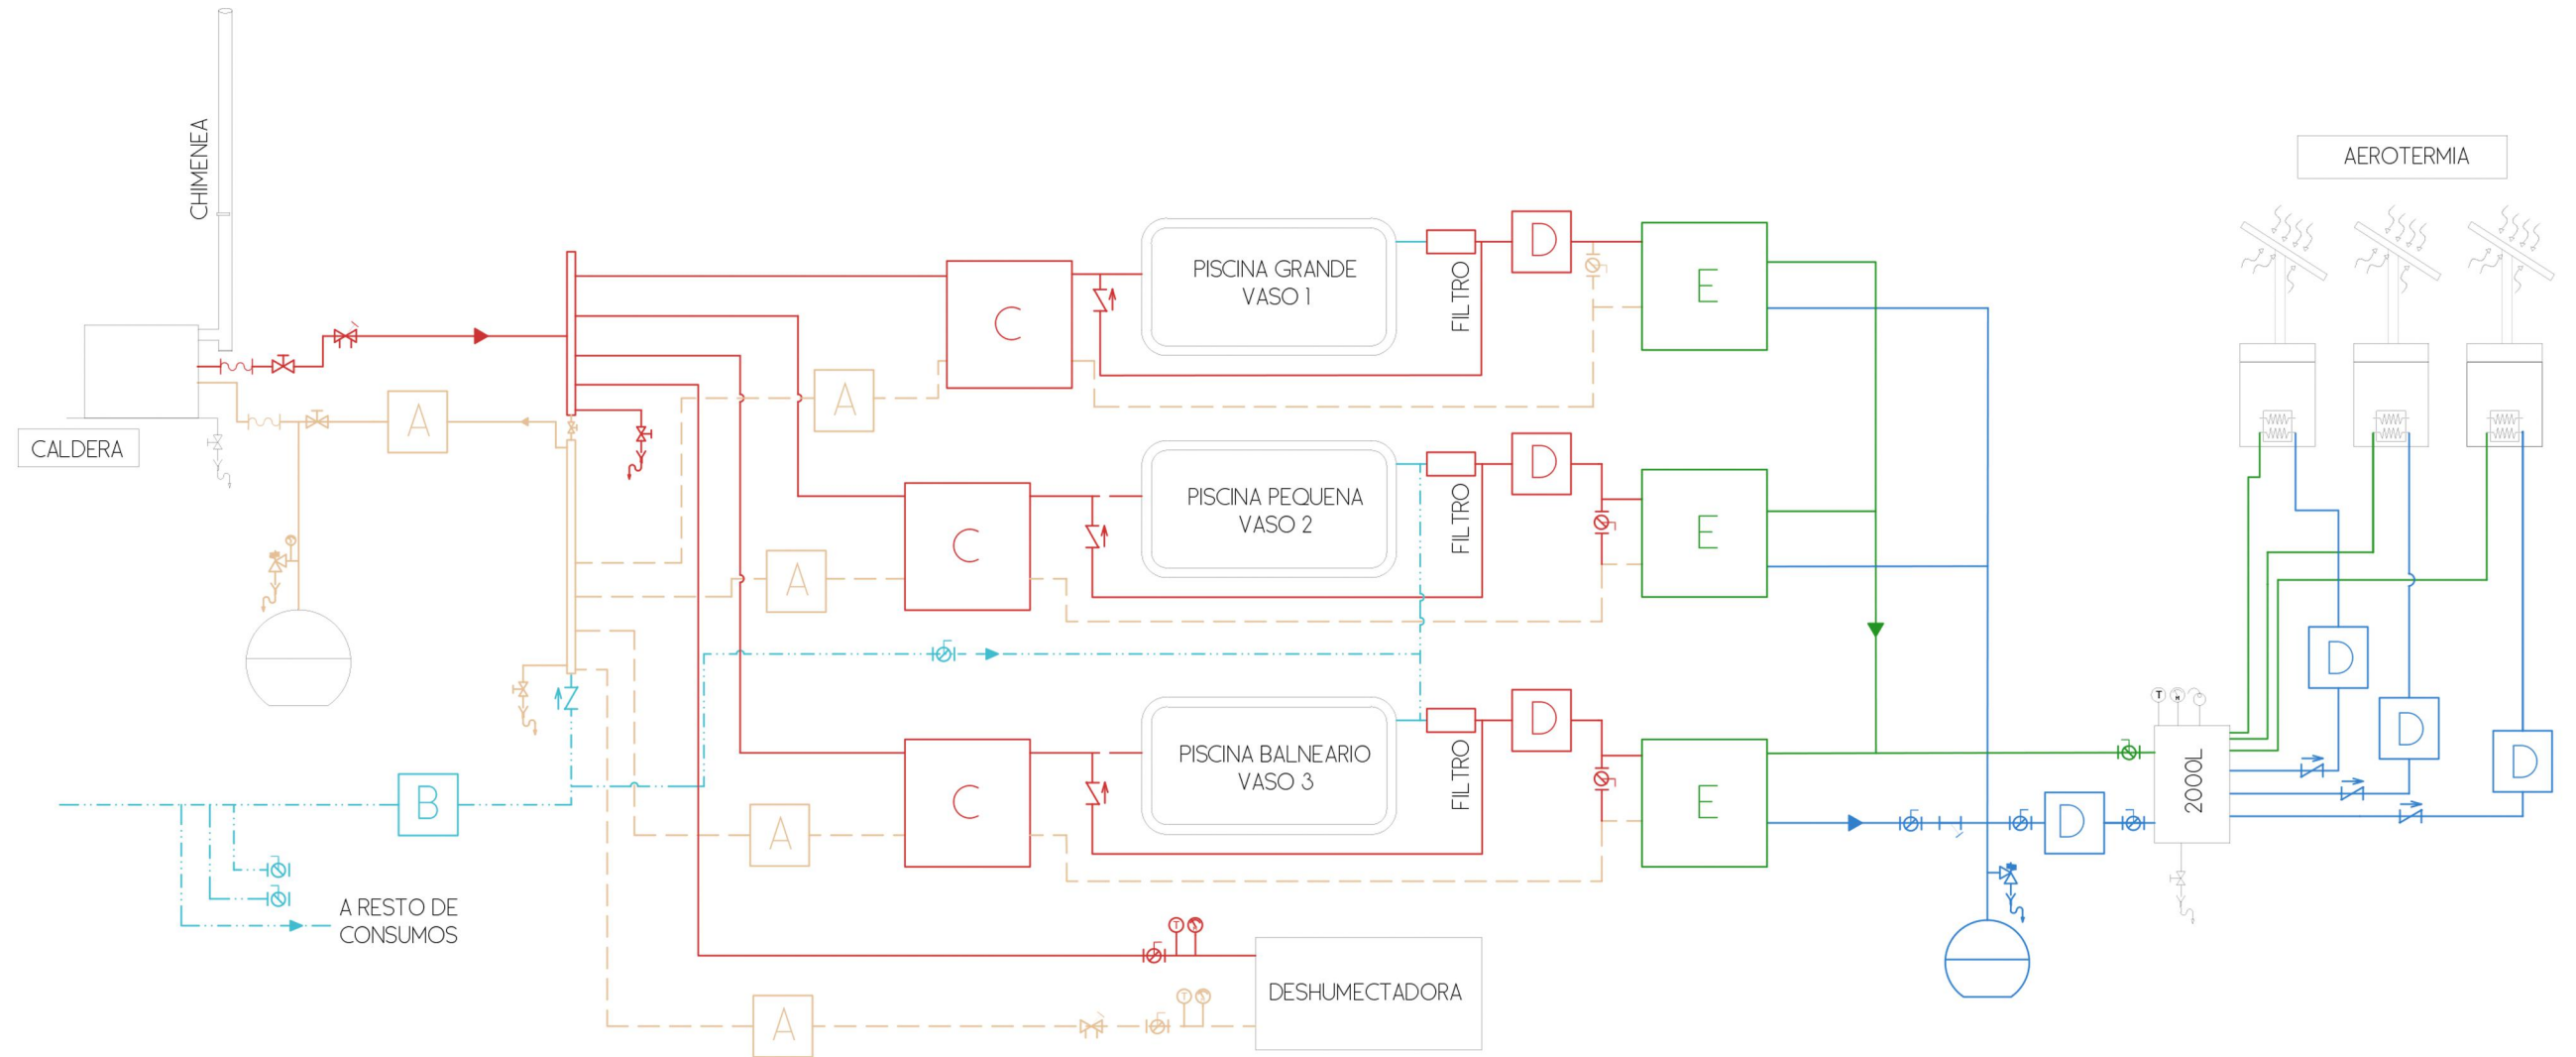 CHIMENEA
AEROTERMIA
CALDERA
A
A
A
A
A
B
C
C
C
PISCINA GRANDE
VASO 1
FILTRO
D
E
PISCINA PEQUENA
VASO 2
FILTRO
D
E
PISCINA BALNEARIO
VASO 3
FILTRO
D
E
D
D
D
D
T
2000L
A RESTO DE
CONSUMOS
T
DESHUMECTADORA
T